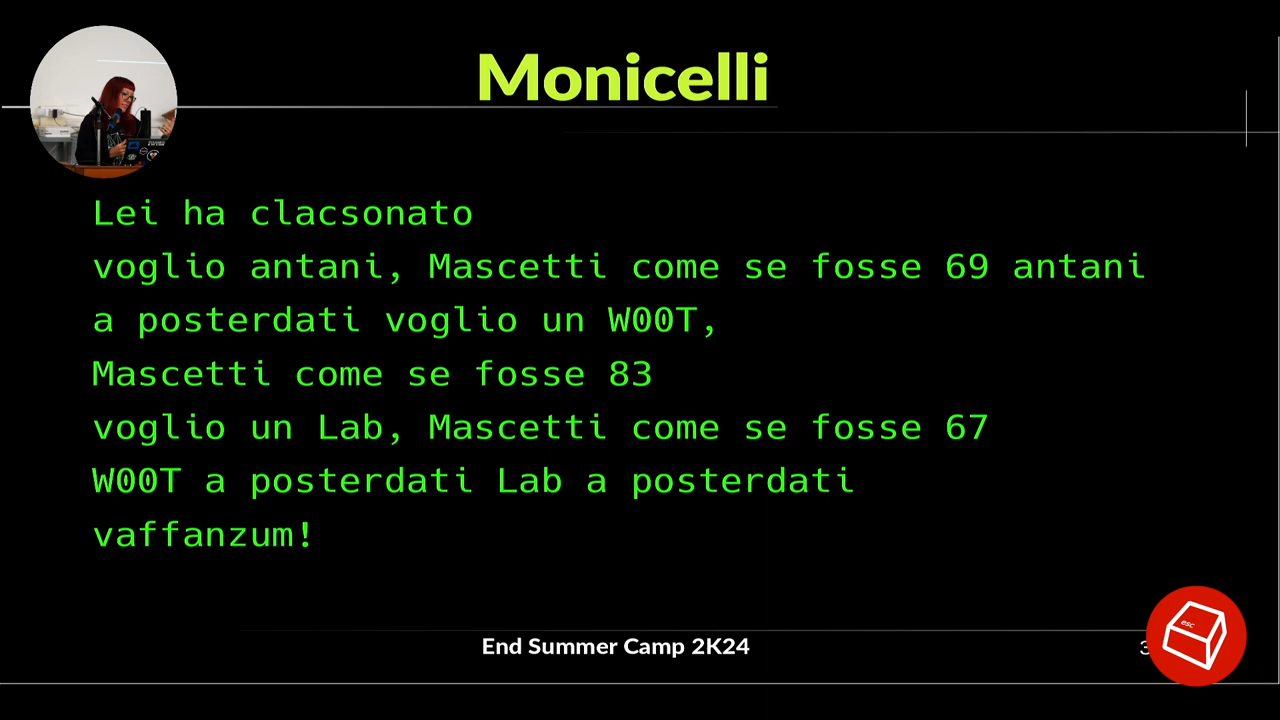 Monicelli
Lei ha clacsonato
voglio antani, Mascetti come se fosse 69 antani
a posterdati voglio un W00T,
Mascetti come se fosse 83
voglio un Lab, Mascetti come se fosse 67
W00T a posterdati Lab a posterdati
vaffanzum!
End Summer Camp 2K24
esc